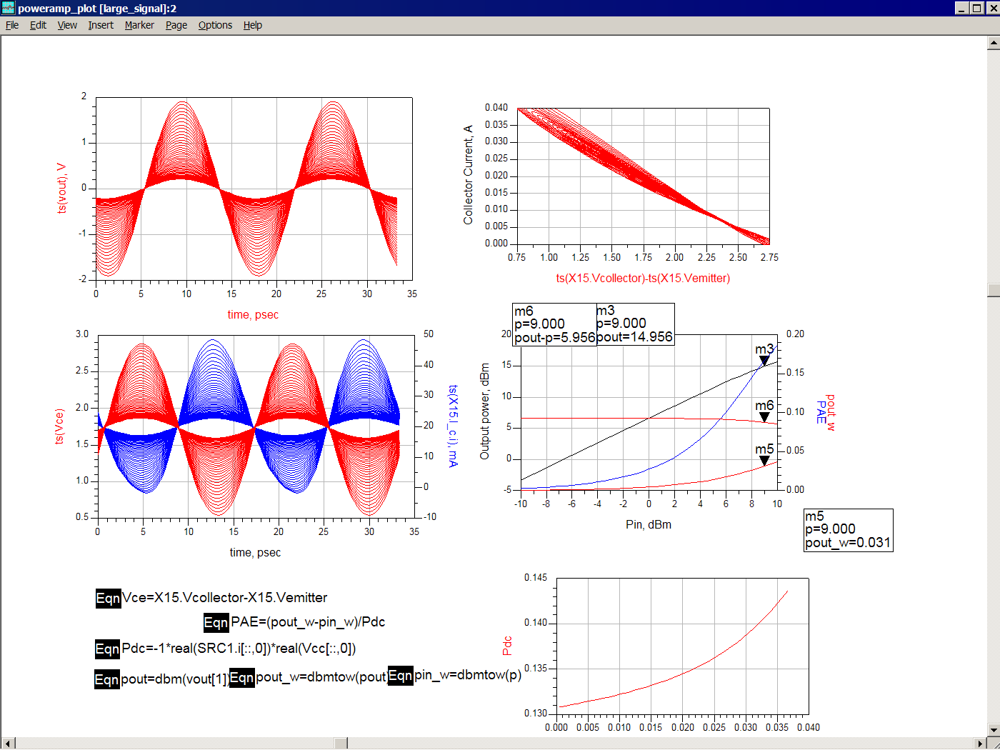 poweramp_plot [large_signal]:2
File Edit View Insert Marker Page Options Help
2
1
0
-1
-2
ts(vout), V
0 5 10 15 20 25 30 35
time, psec
0.040
0.035
0.030
0.025
0.020
0.015
0.010
0.005
0.000
Collector Current, A
0.75 1.00 1.25 1.50 1.75 2.00 2.25 2.50 2.75
ts(X15.Vcollector)-ts(X15.Vemitter)
3.0
2.5
2.0
1.5
1.0
0.5
ts(Vce)
50
40
30
20
10
0
-10
ts(X15.I_c.i), mA
0 5 10 15 20 25 30 35
time, psec
m6
p=9.000
pout-p=5.956
m3
p=9.000
pout=14.956
20
15
10
5
0
-5
Output power, dBm
m3
m6
m5
0.20
0.15
0.10
0.05
0.00
pout_w
PAE
-10 -8 -6 -4 -2 0 2 4 6 8 10
Pin, dBm
m5
p=9.000
pout_w=0.031
Eqn Vce=X15.Vcollector-X15.Vemitter
Eqn PAE=(pout_w-pin_w)/Pdc
Eqn Pdc=-1*real(SRC1.i[::,0])*real(Vcc[::,0])
Eqn pout=dbm(vout[1]) Eqn pout_w=dbmtow(pout) Eqn pin_w=dbmtow(p)
0.145
0.140
0.135
0.130
Pdc
0.000 0.005 0.010 0.015 0.020 0.025 0.030 0.035 0.040